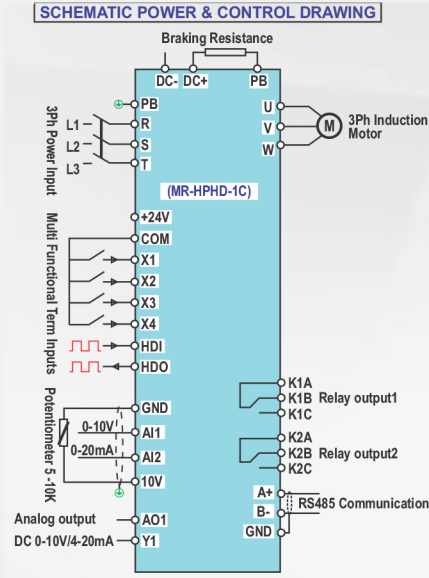 SCHEMATIC POWER & CONTROL DRAWING
Braking Resistance
DC- DC+ PB
PB
R
S
T
L1
L2
L3
3Ph Power Input
U
V
W
M
3Ph Induction
Motor
(MR-HPHD-1C)
+24V
COM
X1
X2
X3
X4
HDI
HDO
Multi Functional Term Inputs
GND
AI1
AI2
10V
0-10V
0-20mA
Potentiometer 5 -10K
AO1
Y1
Analog output
DC 0-10V/4-20mA
K1A
K1B Relay output1
K1C
K2A
K2B Relay output2
K2C
A+
B-
GND
RS485 Communication